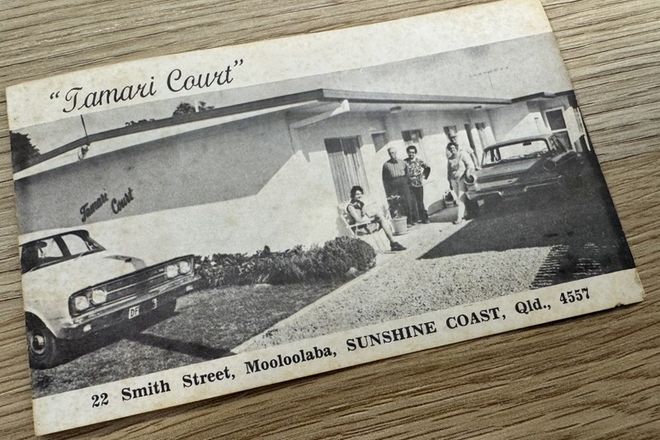 "Tamari Court"
Tamari
Court
22 Smith Street, Mooloolaba, SUNSHINE COAST, Qld., 4557